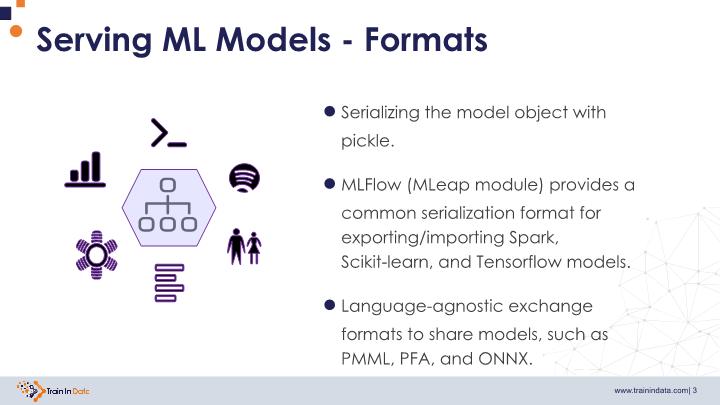 Serving ML Models - Formats
Serializing the model object with
pickle.
MLFlow (MLeap module) provides a
common serialization format for
exporting/importing Spark,
Scikit-learn, and Tensorflow models.
Language-agnostic exchange
formats to share models, such as
PMML, PFA, and ONNX.
Train In Data
www.trainindata.com| 3